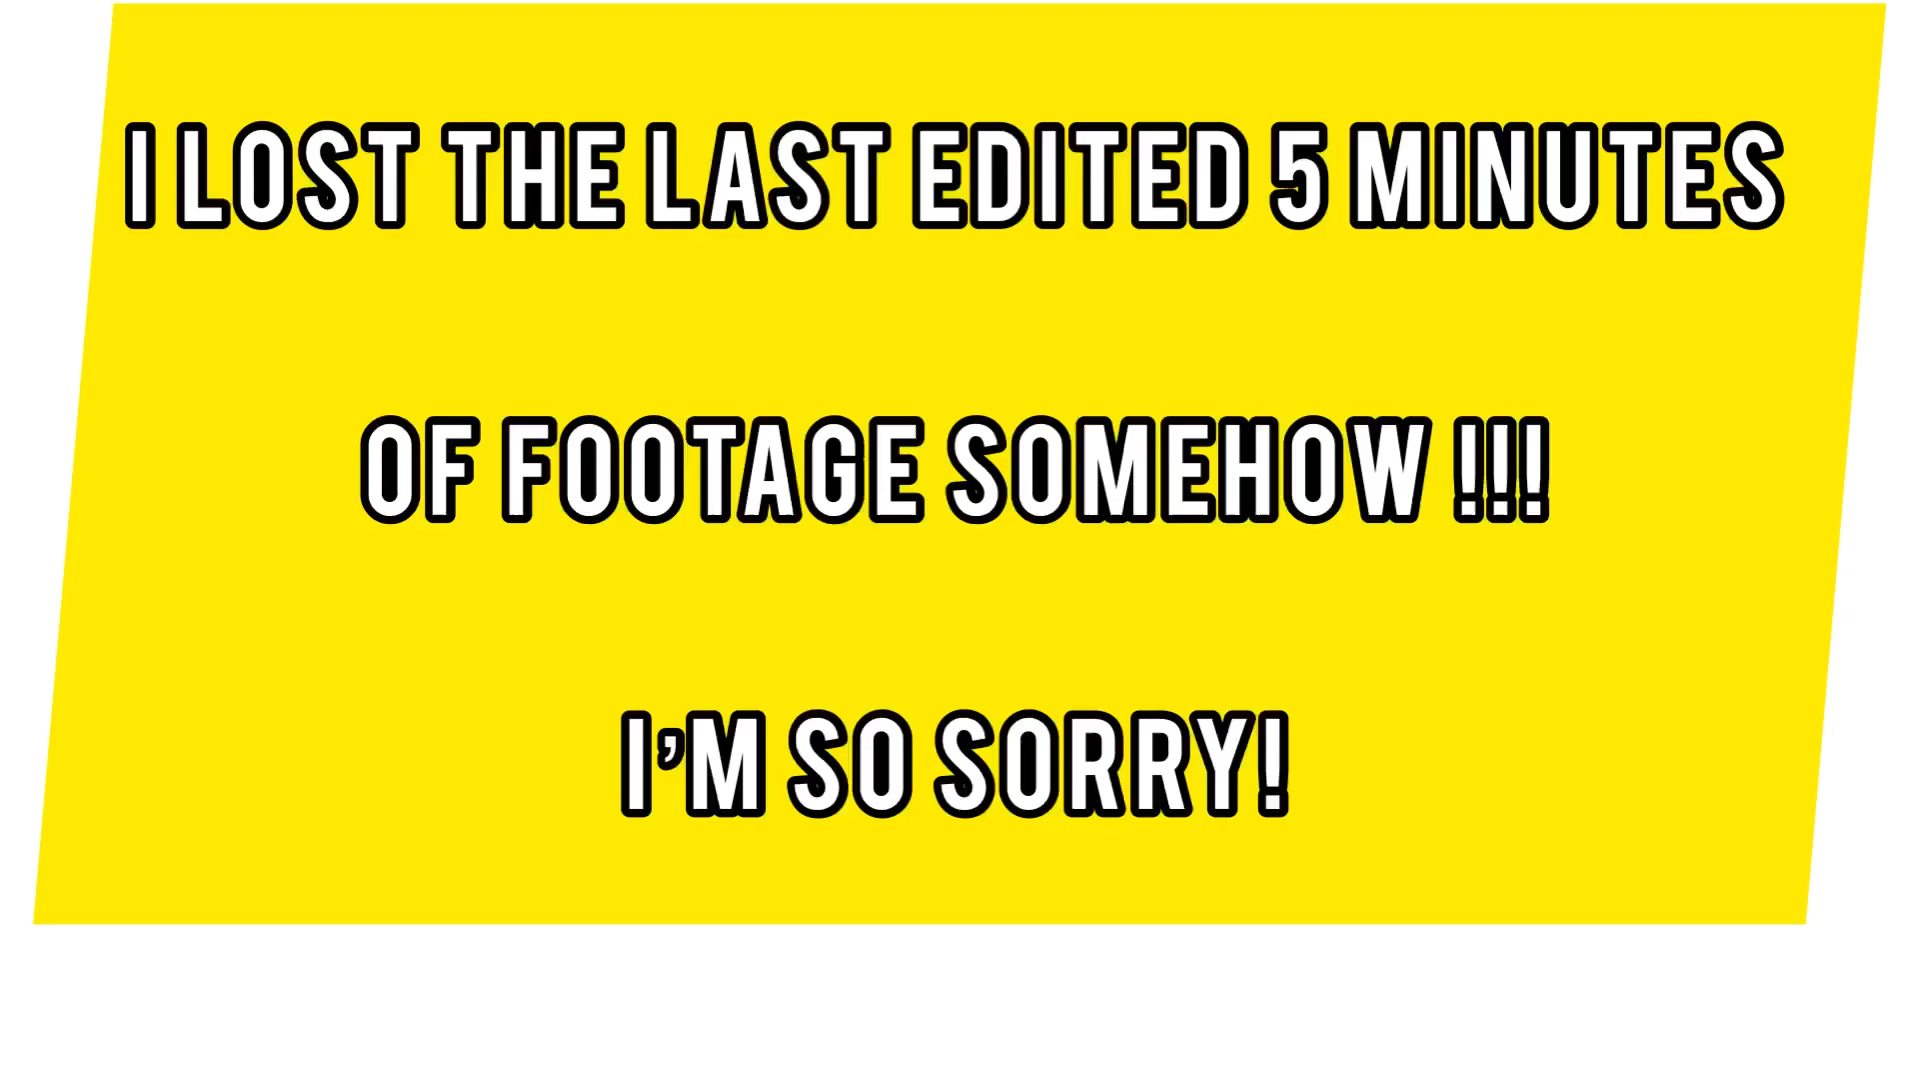 I LOST THE LAST EDITED 5 MINUTES
OF FOOTAGE SOMEHOW !!!
I'M SO SORRY!